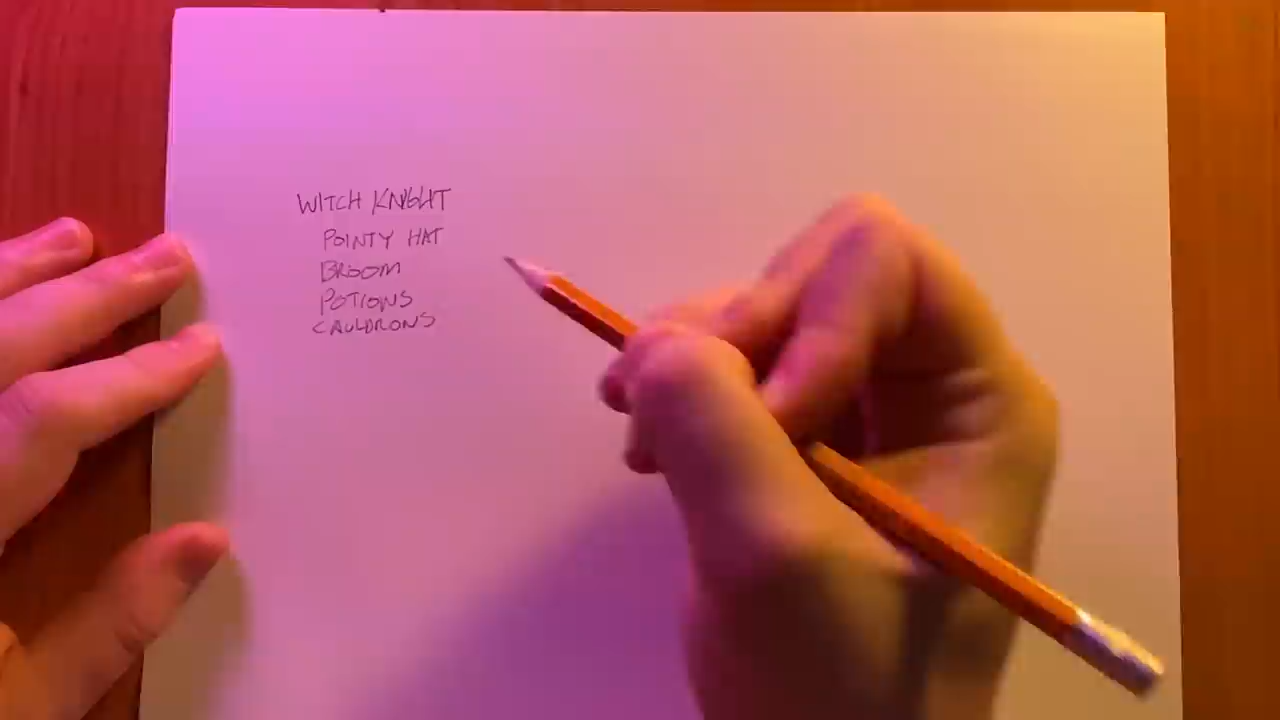 WITCH KNIGHT
POINTY HAT
BROOM
POTIONS
CAULDRONS